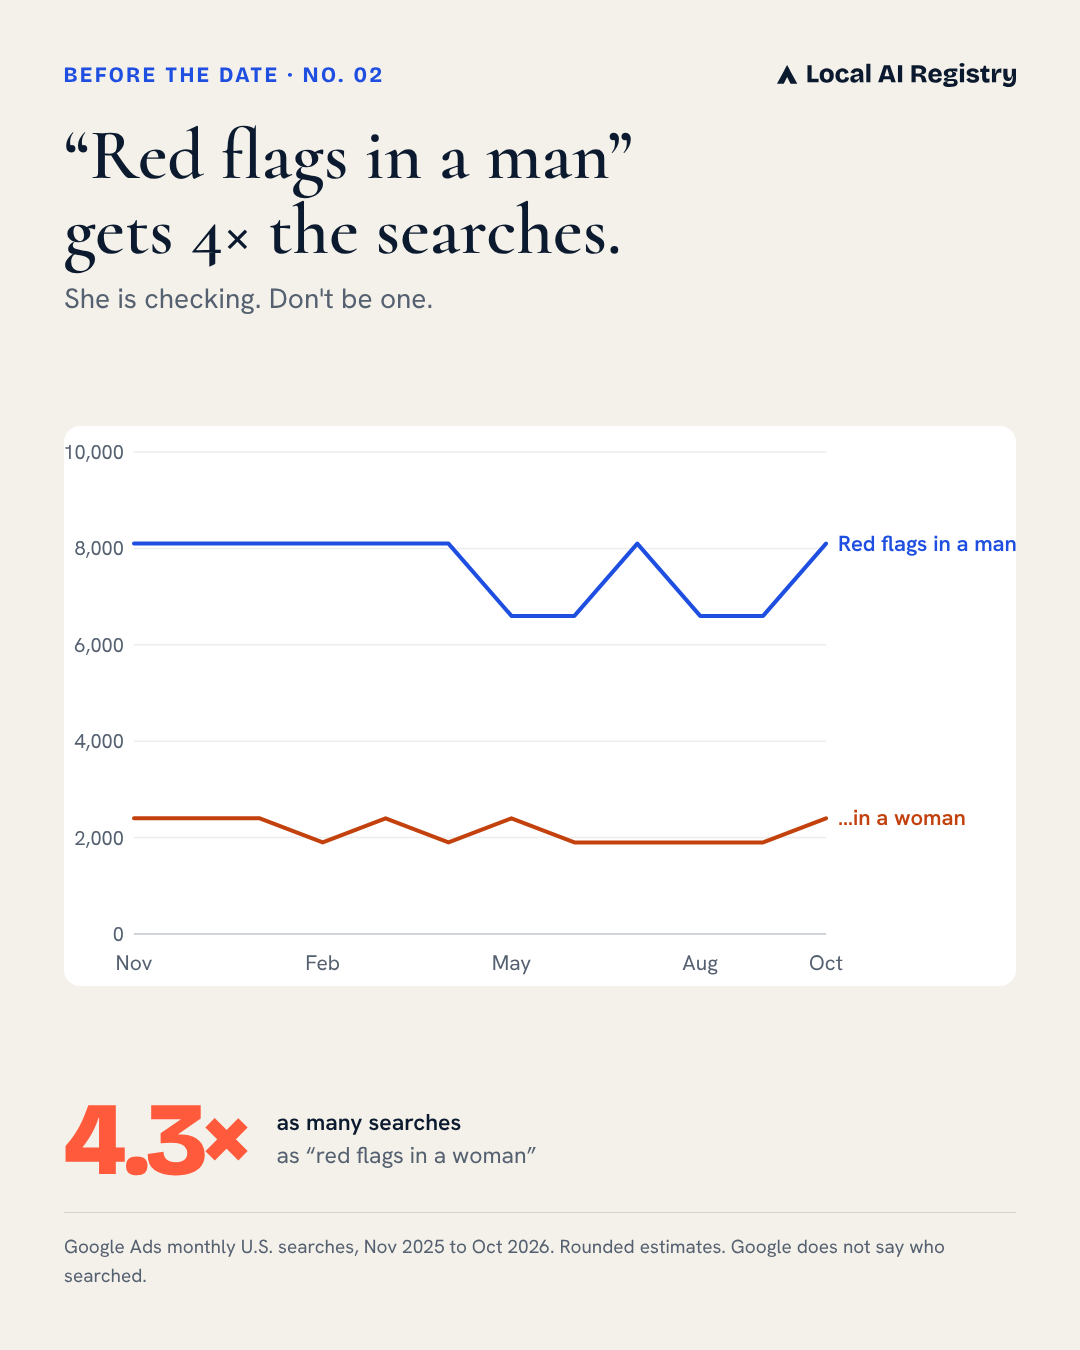 BEFORE THE DATE · NO. 02
Local AI Registry
“Red flags in a man”
gets 4× the searches.
She is checking. Don't be one.
10,000
8,000
6,000
4,000
2,000
0
Red flags in a man
...in a woman
Nov
Feb
May
Aug
Oct
4.3×
as many searches
as “red flags in a woman”
Google Ads monthly U.S. searches, Nov 2025 to Oct 2026. Rounded estimates. Google does not say who
searched.